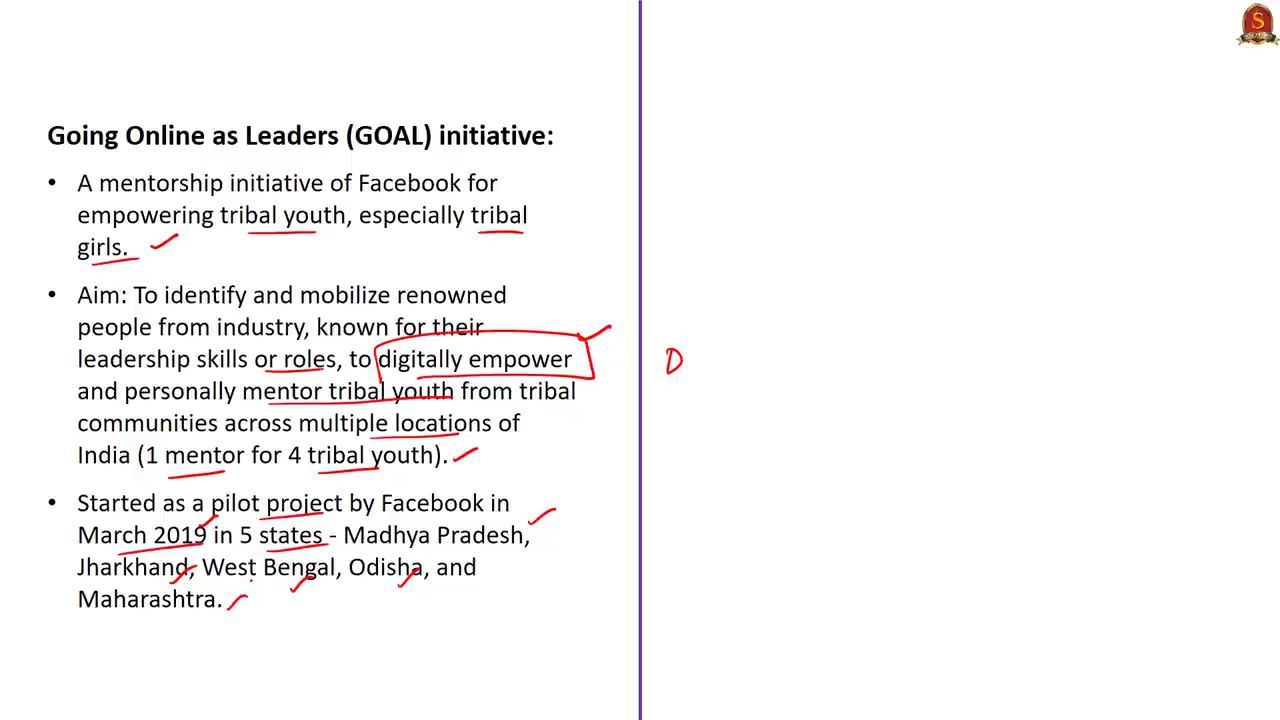 Going Online as Leaders (GOAL) initiative:
• A mentorship initiative of Facebook for
empowering tribal youth, especially tribal
girls.
• Aim: To identify and mobilize renowned
people from industry, known for their
leadership skills or roles, to digitally empower
and personally mentor tribal youth from tribal
communities across multiple locations of
India (1 mentor for 4 tribal youth).
• Started as a pilot project by Facebook in
March 2019 in 5 states - Madhya Pradesh,
Jharkhand, West Bengal, Odisha, and
Maharashtra.
D
S